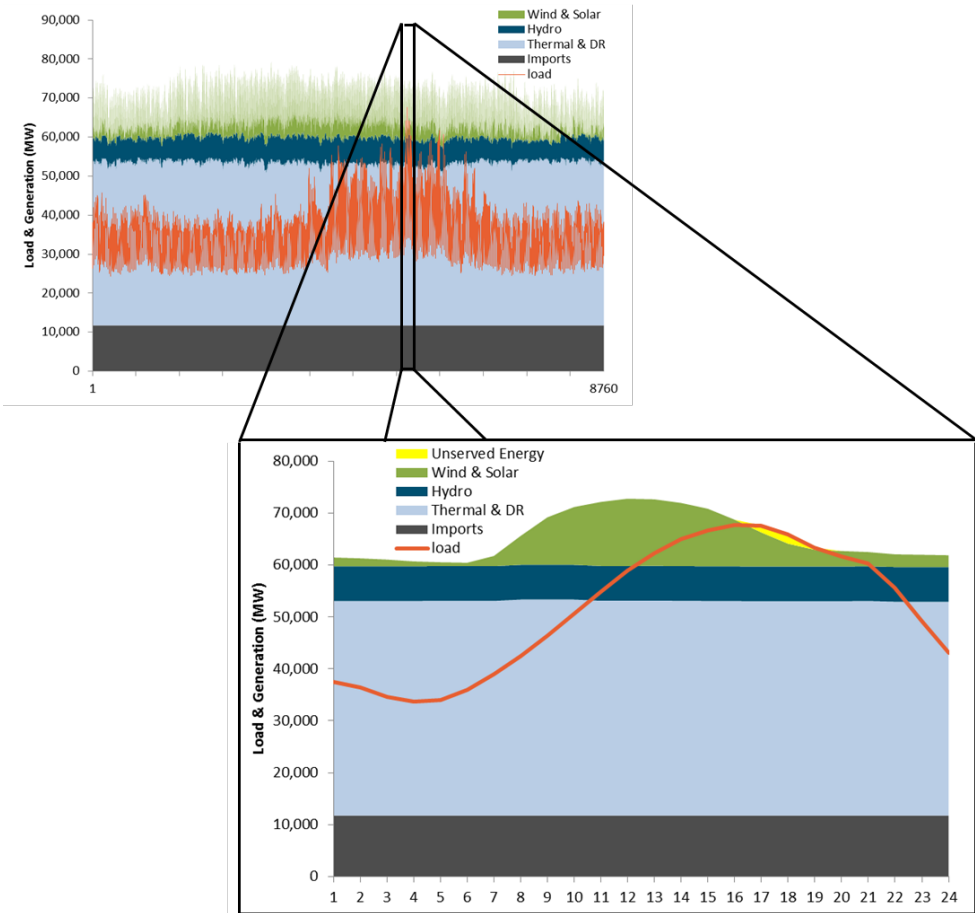 90,000
80,000
70,000
60,000
50,000
40,000
30,000
20,000
10,000
0
Load & Generation (MW)
Wind & Solar
Hydro
Thermal & DR
Imports
load
1
8760
80,000
70,000
60,000
50,000
40,000
30,000
20,000
10,000
0
Load & Generation (MW)
Unserved Energy
Wind & Solar
Hydro
Thermal & DR
Imports
load
1 2 3 4 5 6 7 8 9 10 11 12 13 14 15 16 17 18 19 20 21 22 23 24